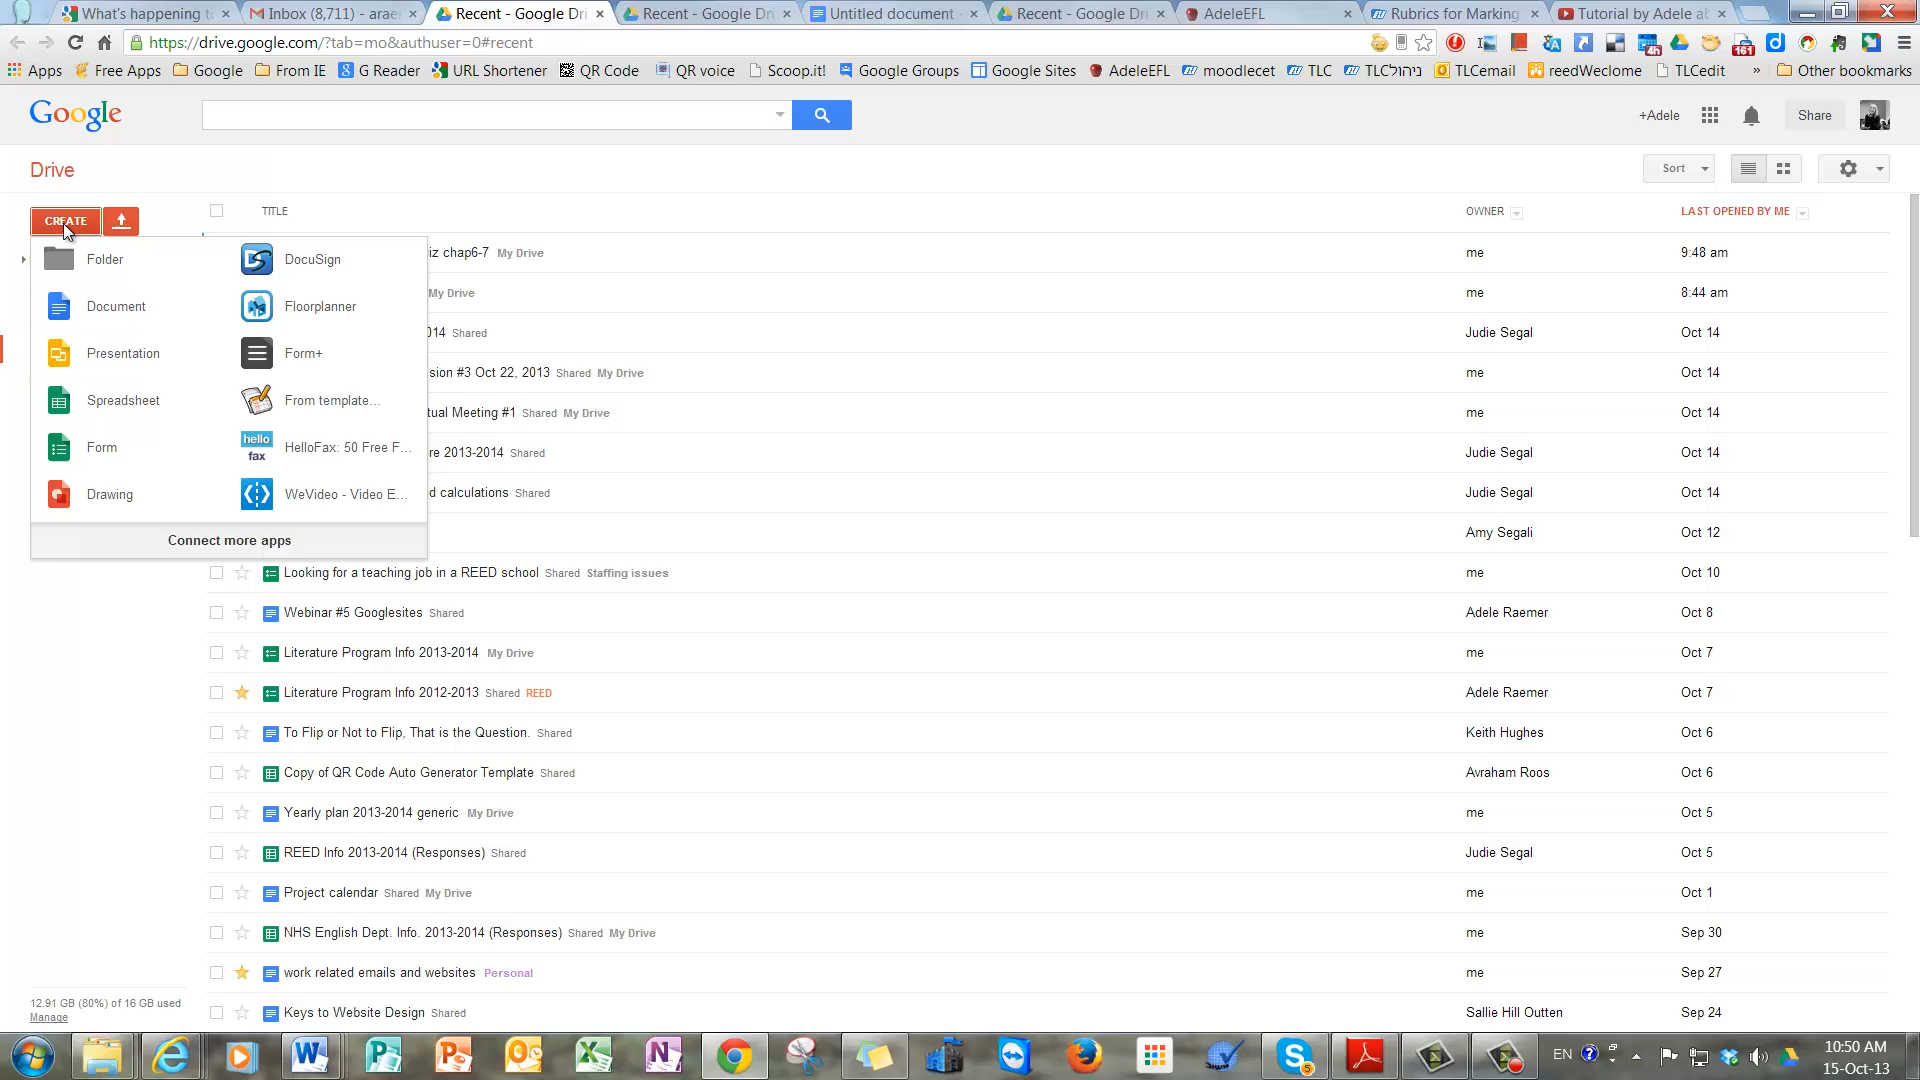 What's happening to
Inbox (8,711) - arae
Recent - Google Dri
Recent - Google Dri
Untitled document
Recent - Google Dri
AdeleEFL
Rubrics for Marking
Tutorial by Adele ab
https://drive.google.com/?tab=mo&authuser=0#recent
4h
161
Apps
Free Apps
Google
From IE
G Reader
URL Shortener
QR Code
QR voice
Scoop.it!
Google Groups
Google Sites
AdeleEFL
moodlecet
TLC
TLCניהול
TLCemail
reedWeclome
TLCedit
»
Other bookmarks
Google
+Adele
Share
Drive
Sort
CREATE
TITLE
OWNER
LAST OPENED BY ME
Folder
DocuSign
Document
Floorplanner
Presentation
Form+
Spreadsheet
From template...
Form
hello fax
HelloFax: 50 Free F...
Drawing
WeVideo - Video E...
Connect more apps
iz chap6-7 My Drive me 9:48 am
My Drive me 8:44 am
014 Shared Judie Segal Oct 14
sion #3 Oct 22, 2013 Shared My Drive me Oct 14
tual Meeting #1 Shared My Drive me Oct 14
re 2013-2014 Shared Judie Segal Oct 14
d calculations Shared Judie Segal Oct 14
Amy Segali Oct 12
Looking for a teaching job in a REED school Shared Staffing issues me Oct 10
Webinar #5 Googlesites Shared Adele Raemer Oct 8
Literature Program Info 2013-2014 My Drive me Oct 7
Literature Program Info 2012-2013 Shared REED Adele Raemer Oct 7
To Flip or Not to Flip, That is the Question. Shared Keith Hughes Oct 6
Copy of QR Code Auto Generator Template Shared Avraham Roos Oct 6
Yearly plan 2013-2014 generic My Drive me Oct 5
REED Info 2013-2014 (Responses) Shared Judie Segal Oct 5
Project calendar Shared My Drive me Oct 1
NHS English Dept. Info. 2013-2014 (Responses) Shared My Drive me Sep 30
work related emails and websites Personal me Sep 27
Keys to Website Design Shared Sallie Hill Outten Sep 24
12.91 GB (80%) of 16 GB used
Manage
EN
10:50 AM
15-Oct-13